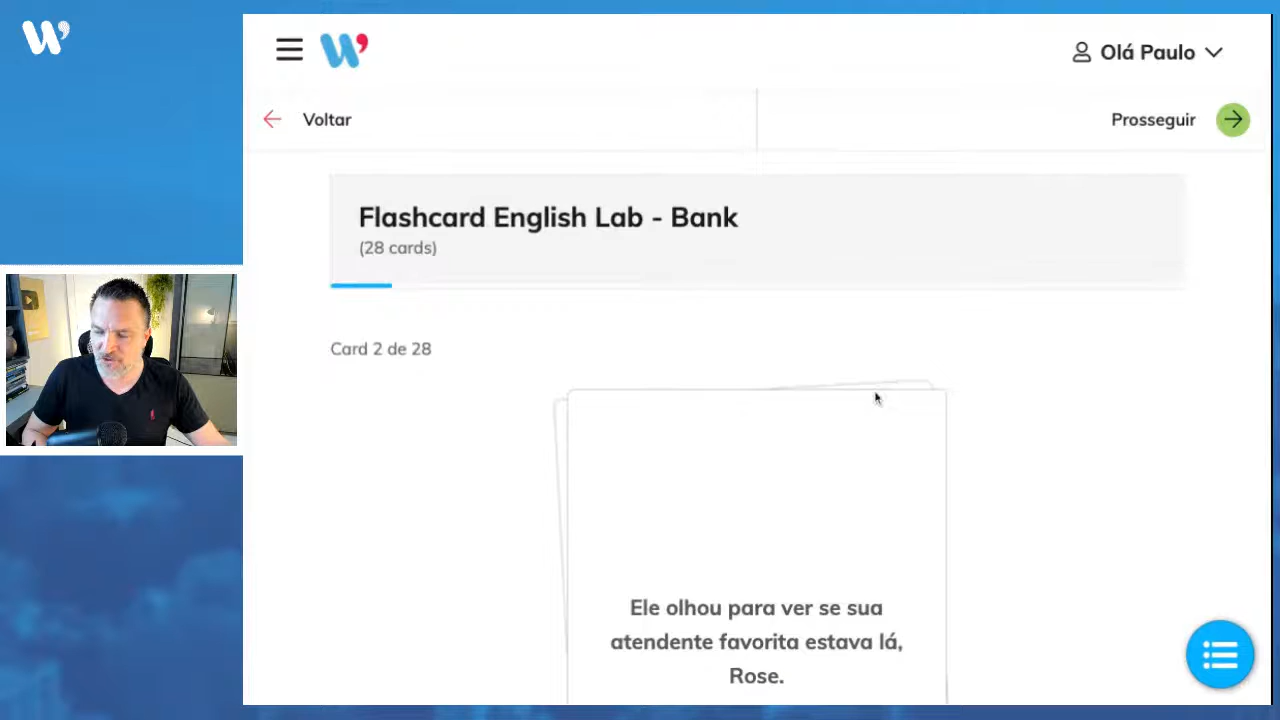 W'
W'
Olá Paulo
Voltar
Prosseguir
Flashcard English Lab - Bank
(28 cards)
Card 2 de 28
Ele olhou para ver se sua
atendente favorita estava lá,
Rose.